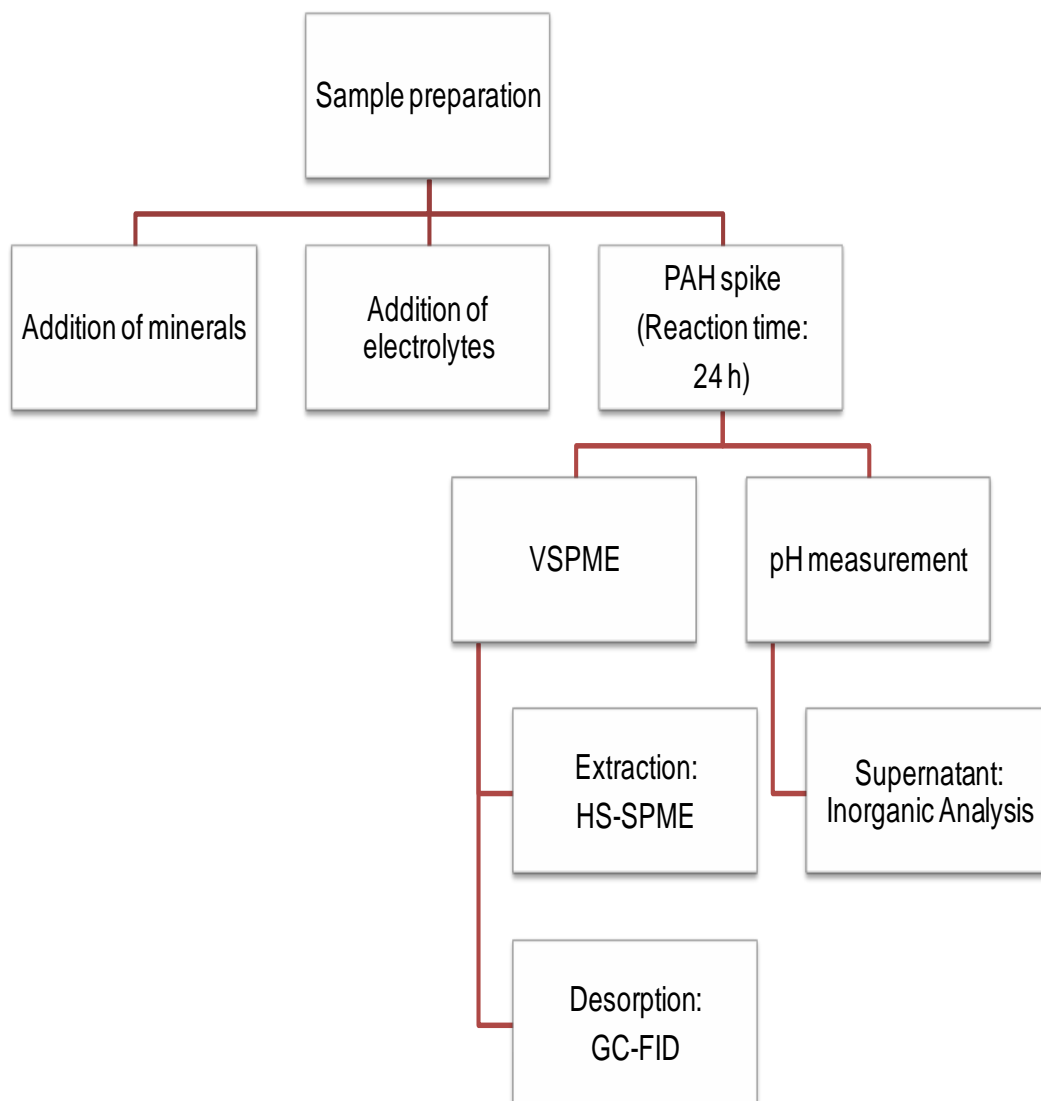 Sample preparation
Addition of minerals
Addition of
electrolytes
PAH spike
(Reaction time:
24 h)
VSPME
pH measurement
Extraction:
HS-SPME
Supernatant:
Inorganic Analysis
Desorption:
GC-FID